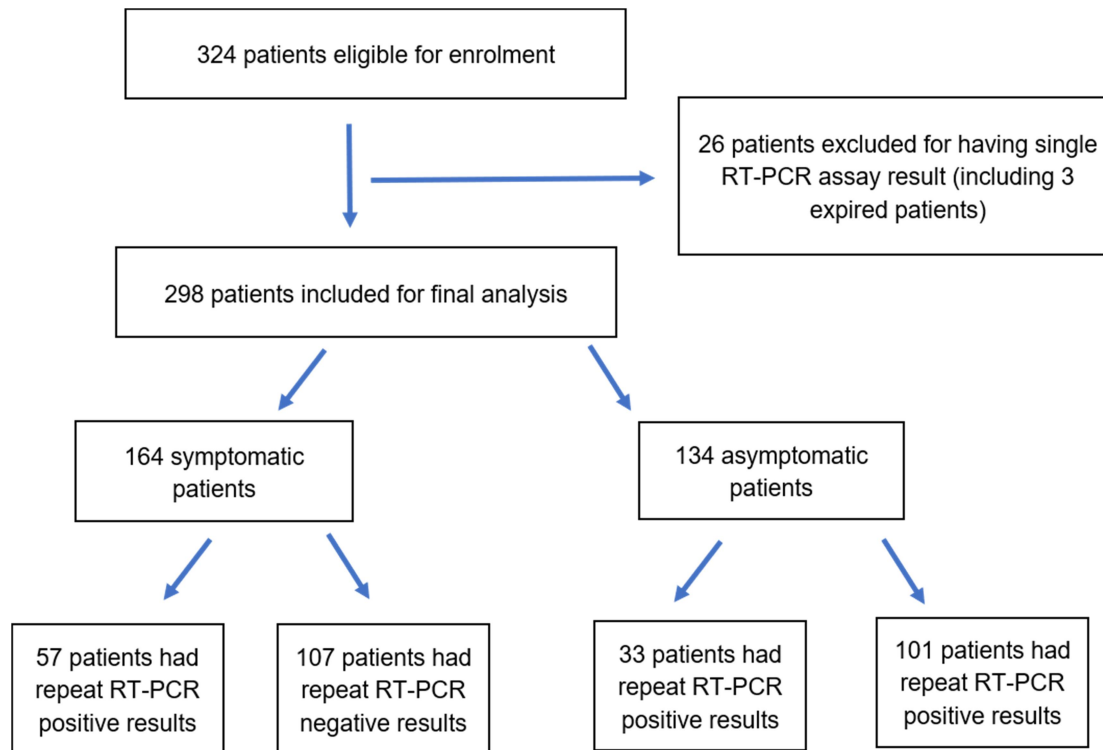 324 patients eligible for enrolment
26 patients excluded for having single
RT-PCR assay result (including 3
expired patients)
298 patients included for final analysis
164 symptomatic
patients
134 asymptomatic
patients
57 patients had
repeat RT-PCR
positive results
107 patients had
repeat RT-PCR
negative results
33 patients had
repeat RT-PCR
positive results
101 patients had
repeat RT-PCR
positive results